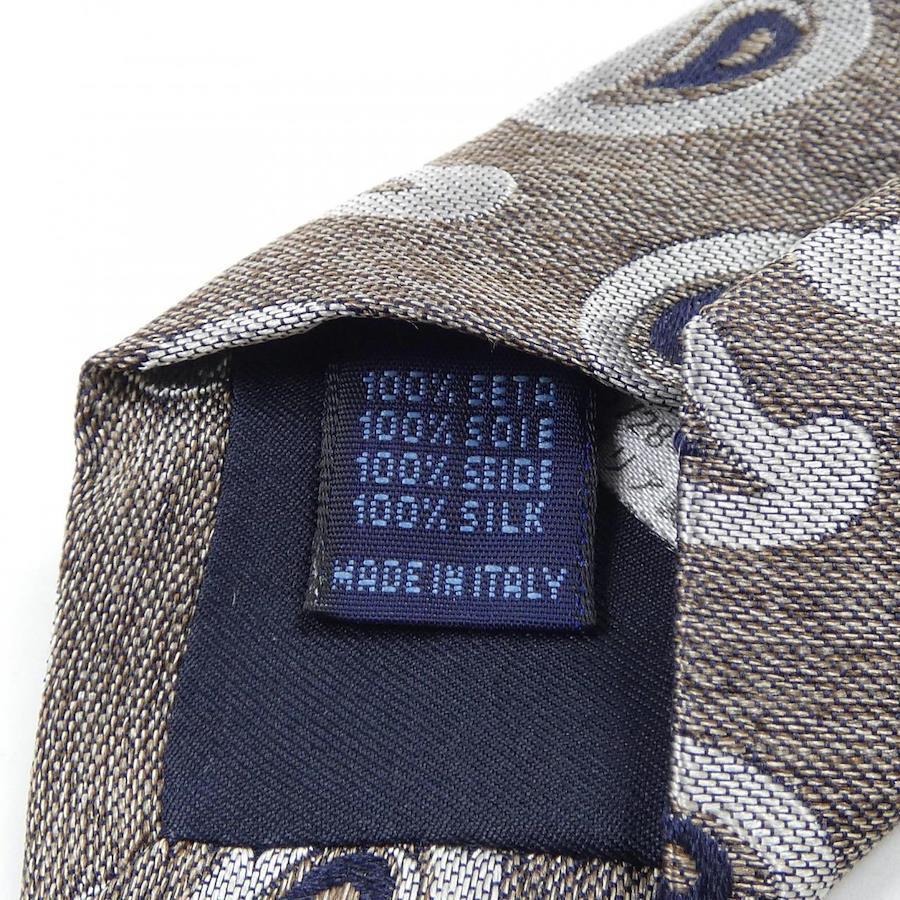 100% SETA
100% SOIE
100% SEIDE
100% SILK
MADE IN ITALY